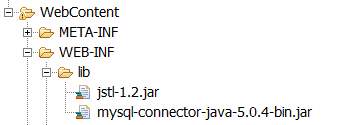 WebContent
META-INF
WEB-INF
lib
jstl-1.2.jar
mysql-connector-java-5.0.4-bin.jar